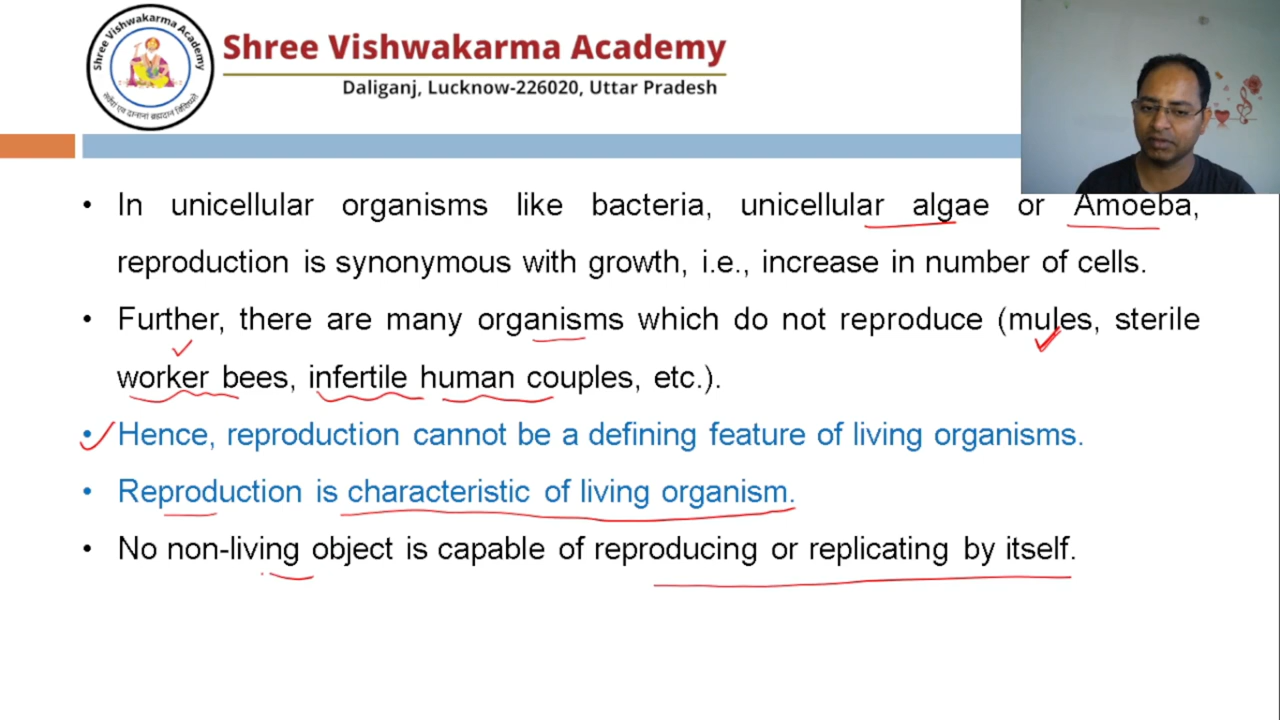 Shree Vishwakarma Academy
Shree Vishwakarma Academy
Daliganj, Lucknow-226020, Uttar Pradesh
• In unicellular organisms like bacteria, unicellular algae or Amoeba,
reproduction is synonymous with growth, i.e., increase in number of cells.
• Further, there are many organisms which do not reproduce (mules, sterile
worker bees, infertile human couples, etc.).
• Hence, reproduction cannot be a defining feature of living organisms.
• Reproduction is characteristic of living organism.
• No non-living object is capable of reproducing or replicating by itself.